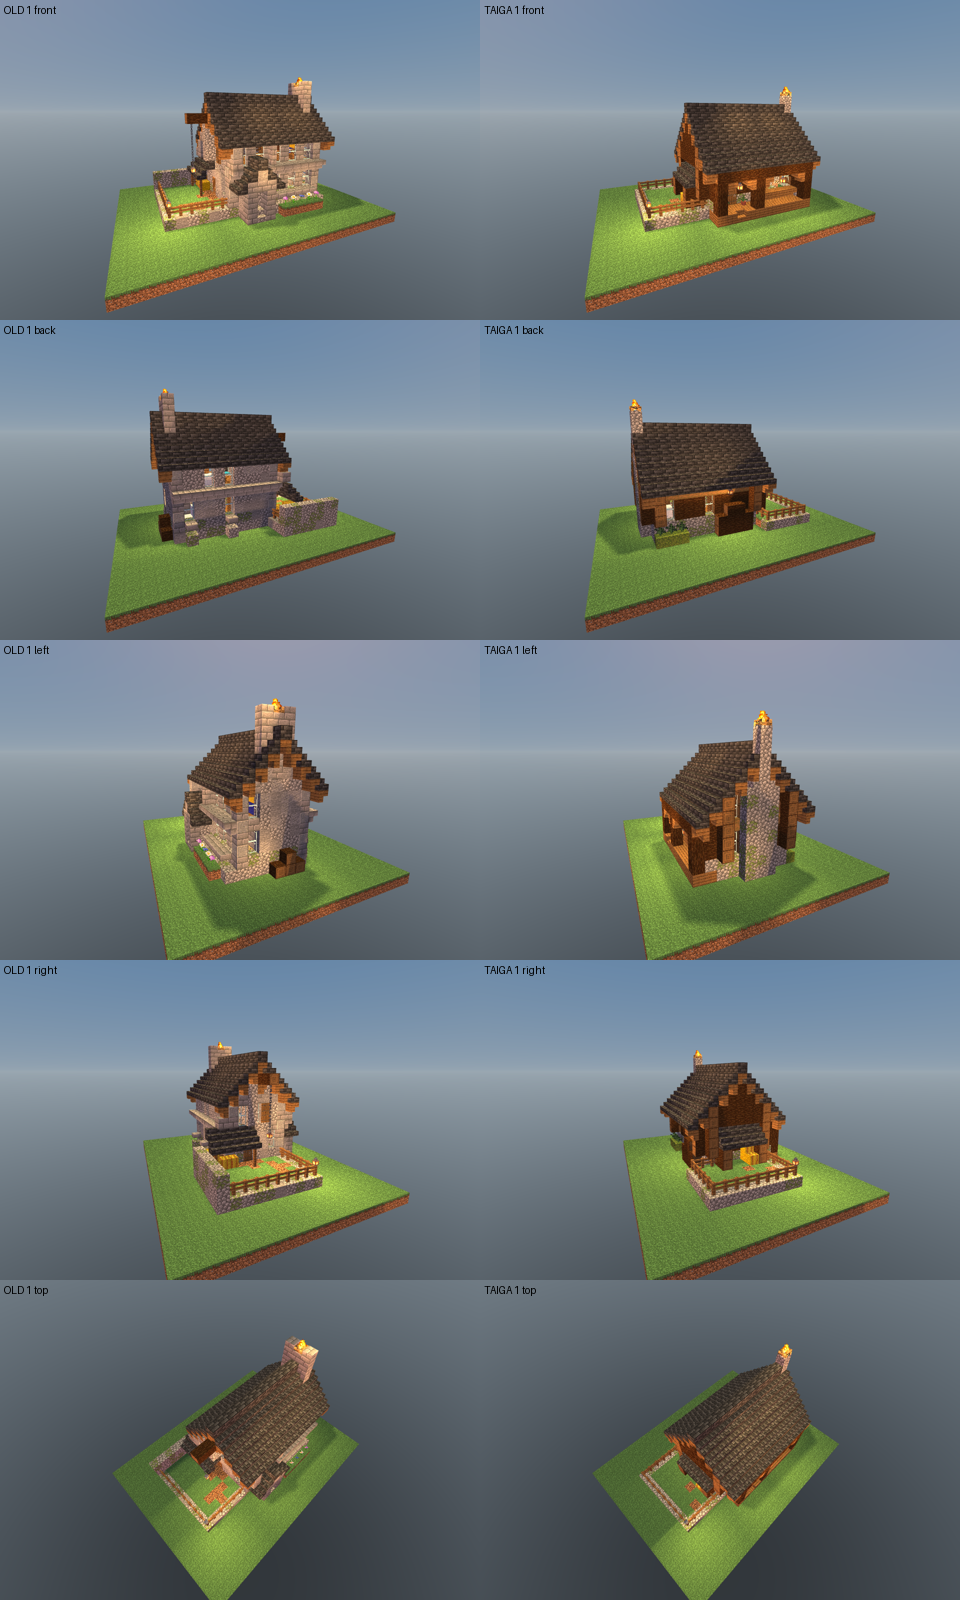 OLD 1 front
TAIGA 1 front
OLD 1 back
TAIGA 1 back
OLD 1 left
TAIGA 1 left
OLD 1 right
TAIGA 1 right
OLD 1 top
TAIGA 1 top